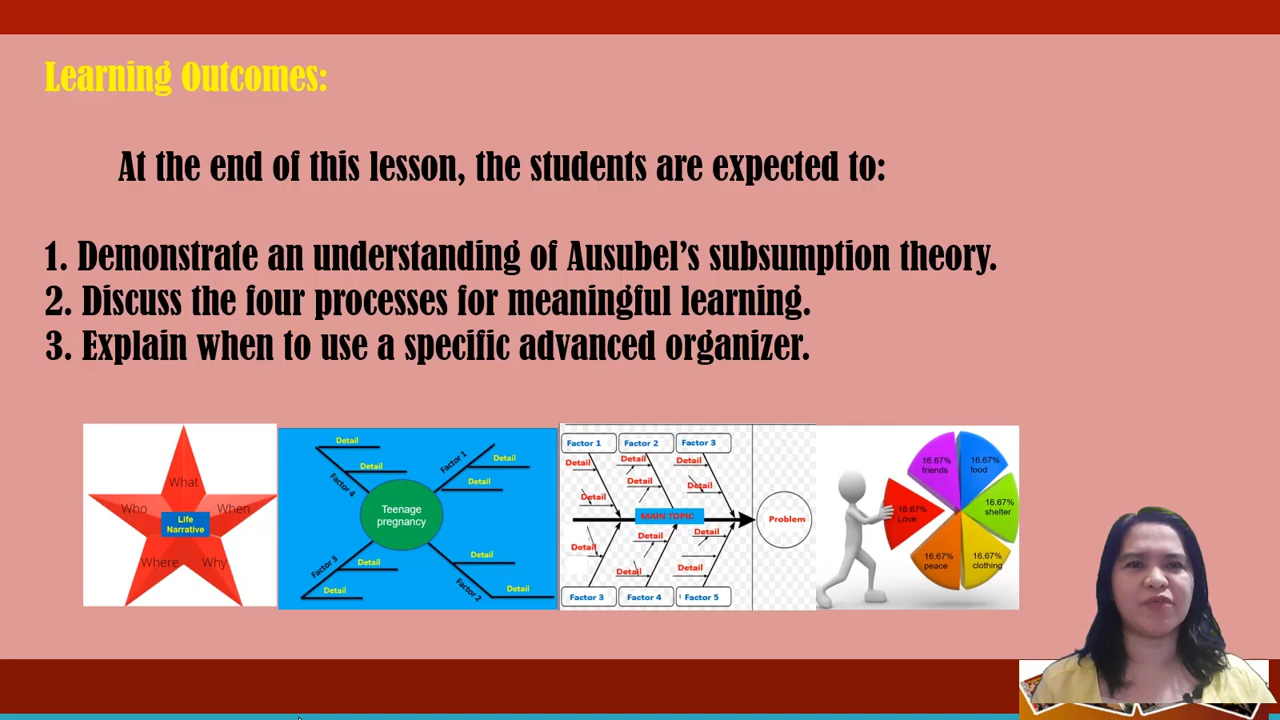 Learning Outcomes:
At the end of this lesson, the students are expected to:
1. Demonstrate an understanding of Ausubel's subsumption theory.
2. Discuss the four processes for meaningful learning.
3. Explain when to use a specific advanced organizer.
What
Who
When
Life
Narrative
Where
Why
Detail
Detail
Factor 4
Factor 1
Detail
Detail
Teenage
pregnancy
Factor 3
Detail
Detail
Detail
Factor 2
Detail
Factor 1
Factor 2
Factor 3
Detail
Detail
Detail
Detail
Detail
Detail
MAIN TOPIC
Problem
Detail
Detail
Detail
Detail
Detail
Factor 3
Factor 4
Factor 5
16.67%
friends
16.67%
food
16.67%
Love
16.67%
shelter
16.67%
peace
16.67%
clothing